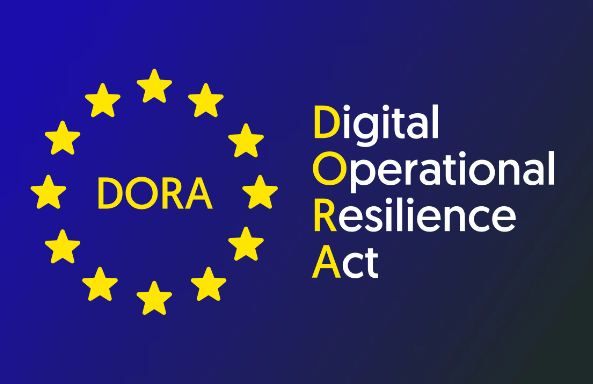 DORA
Digital
Operational
Resilience
Act